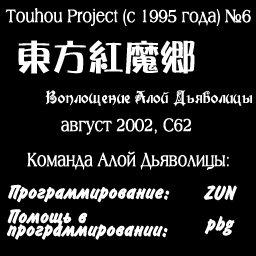 Touhou Project (с 1995 года) №6
東方紅魔郷
Воплощение Алой Дьяволицы
август 2002, C62
Команда Алой Дьяволицы:
Программирование: ZUN
Помощь в
программировании: pbg